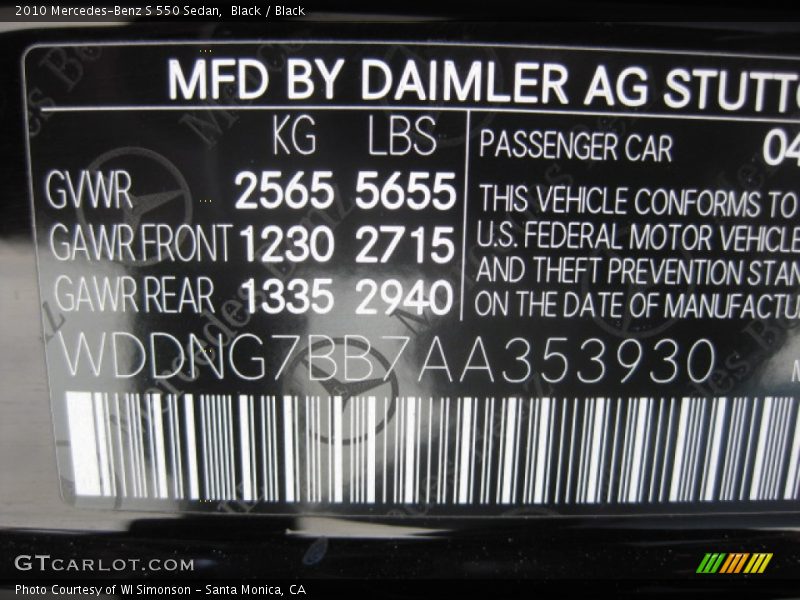 2010 Mercedes-Benz S 550 Sedan, Black / Black
MFD BY DAIMLER AG STUTT
KG LBS
GVWR 2565 5655
GAWR FRONT 1230 2715
GAWR REAR 1335 2940
PASSENGER CAR 04
THIS VEHICLE CONFORMS TO
U.S. FEDERAL MOTOR VEHICLE
AND THEFT PREVENTION STAN
ON THE DATE OF MANUFACTU
WDDNG7BB7AA353930
GTCARLOT.COM
Photo Courtesy of WI Simonson - Santa Monica, CA